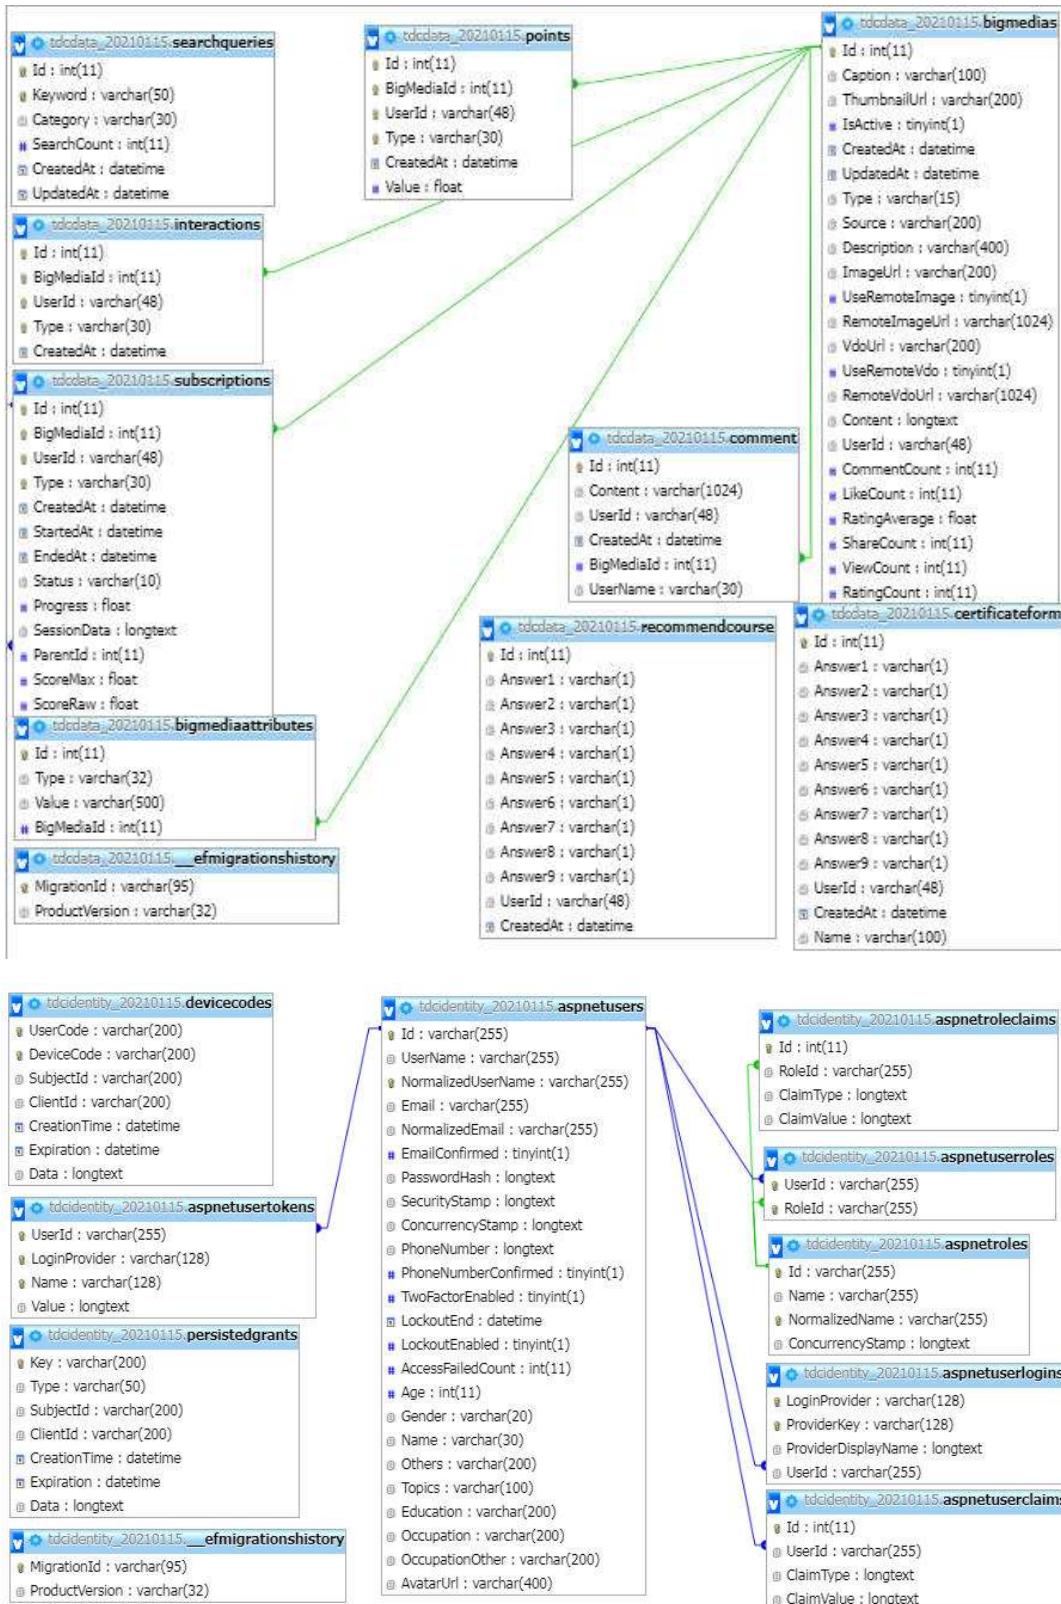 tdcdata_20210115.searchqueries
Id : int(11)
Keyword : varchar(50)
Category : varchar(30)
SearchCount : int(11)
CreatedAt : datetime
UpdatedAt : datetime
tdcdata_20210115.interactions
Id : int(11)
BigMediaId : int(11)
UserId : varchar(48)
Type : varchar(30)
CreatedAt : datetime
tdcdata_20210115.subscriptions
Id : int(11)
BigMediaId : int(11)
UserId : varchar(48)
Type : varchar(30)
CreatedAt : datetime
StartedAt : datetime
EndedAt : datetime
Status : varchar(10)
Progress : float
SessionData : longtext
ParentId : int(11)
ScoreMax : float
ScoreRaw : float
tdcdata_20210115.bigmediaattributes
Id : int(11)
Type : varchar(32)
Value : varchar(500)
BigMediaId : int(11)
tdcdata_20210115.__efmigrationshistory
MigrationId : varchar(95)
ProductVersion : varchar(32)
tdcdata_20210115.points
Id : int(11)
BigMediaId : int(11)
UserId : varchar(48)
Type : varchar(30)
CreatedAt : datetime
Value : float
tdcdata_20210115.comment
Id : int(11)
Content : varchar(1024)
UserId : varchar(48)
CreatedAt : datetime
BigMediaId : int(11)
UserName : varchar(30)
tdcdata_20210115.recommendcourse
Id : int(11)
Answer1 : varchar(1)
Answer2 : varchar(1)
Answer3 : varchar(1)
Answer4 : varchar(1)
Answer5 : varchar(1)
Answer6 : varchar(1)
Answer7 : varchar(1)
Answer8 : varchar(1)
Answer9 : varchar(1)
UserId : varchar(48)
CreatedAt : datetime
tdcdata_20210115.bigmedias
Id : int(11)
Caption : varchar(100)
ThumbnailUrl : varchar(200)
IsActive : tinyint(1)
CreatedAt : datetime
UpdatedAt : datetime
Type : varchar(15)
Source : varchar(200)
Description : varchar(400)
ImageUrl : varchar(200)
UseRemoteImage : tinyint(1)
RemoteImageUrl : varchar(1024)
VdoUrl : varchar(200)
UseRemoteVdo : tinyint(1)
RemoteVdoUrl : varchar(1024)
Content : longtext
UserId : varchar(48)
CommentCount : int(11)
LikeCount : int(11)
RatingAverage : float
ShareCount : int(11)
ViewCount : int(11)
RatingCount : int(11)
tdcdata_20210115.certificateform
Id : int(11)
Answer1 : varchar(1)
Answer2 : varchar(1)
Answer3 : varchar(1)
Answer4 : varchar(1)
Answer5 : varchar(1)
Answer6 : varchar(1)
Answer7 : varchar(1)
Answer8 : varchar(1)
Answer9 : varchar(1)
UserId : varchar(48)
CreatedAt : datetime
Name : varchar(100)
tdcidentity_20210115.devicecodes
UserCode : varchar(200)
DeviceCode : varchar(200)
SubjectId : varchar(200)
ClientId : varchar(200)
CreationTime : datetime
Expiration : datetime
Data : longtext
tdcidentity_20210115.aspnetusertokens
UserId : varchar(255)
LoginProvider : varchar(128)
Name : varchar(128)
Value : longtext
tdcidentity_20210115.persistedgrants
Key : varchar(200)
Type : varchar(50)
SubjectId : varchar(200)
ClientId : varchar(200)
CreationTime : datetime
Expiration : datetime
Data : longtext
tdcidentity_20210115.__efmigrationshistory
MigrationId : varchar(95)
ProductVersion : varchar(32)
tdcidentity_20210115.aspnetusers
Id : varchar(255)
UserName : varchar(255)
NormalizedUserName : varchar(255)
Email : varchar(255)
NormalizedEmail : varchar(255)
EmailConfirmed : tinyint(1)
PasswordHash : longtext
SecurityStamp : longtext
ConcurrencyStamp : longtext
PhoneNumber : longtext
PhoneNumberConfirmed : tinyint(1)
TwoFactorEnabled : tinyint(1)
LockoutEnd : datetime
LockoutEnabled : tinyint(1)
AccessFailedCount : int(11)
Age : int(11)
Gender : varchar(20)
Name : varchar(30)
Others : varchar(200)
Topics : varchar(100)
Education : varchar(200)
Occupation : varchar(200)
OccupationOther : varchar(200)
AvatarUrl : varchar(400)
tdcidentity_20210115.aspnetroleclaims
Id : int(11)
RoleId : varchar(255)
ClaimType : longtext
ClaimValue : longtext
tdcidentity_20210115.aspnetuserroles
UserId : varchar(255)
RoleId : varchar(255)
tdcidentity_20210115.aspnetroles
Id : varchar(255)
Name : varchar(255)
NormalizedName : varchar(255)
ConcurrencyStamp : longtext
tdcidentity_20210115.aspnetuserlogins
LoginProvider : varchar(128)
ProviderKey : varchar(128)
ProviderDisplayName : longtext
UserId : varchar(255)
tdcidentity_20210115.aspnetuserclaims
Id : int(11)
UserId : varchar(255)
ClaimType : longtext
ClaimValue : longtext